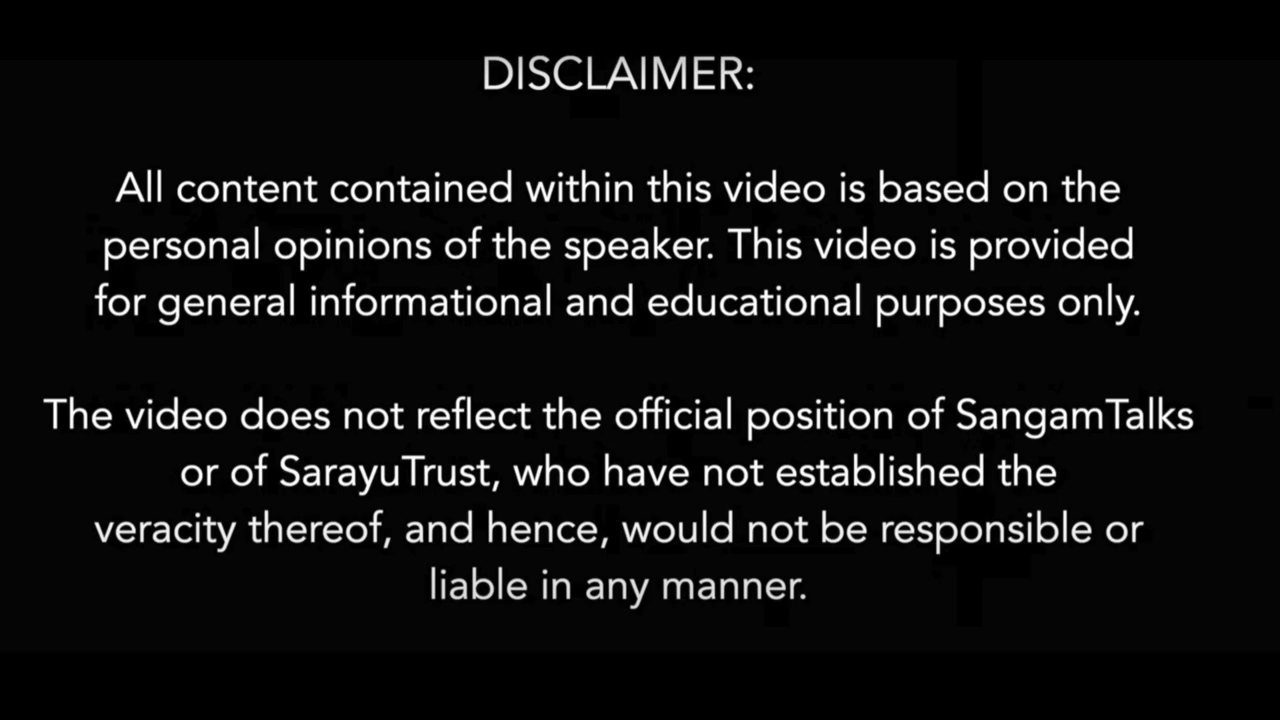 DISCLAIMER:
All content contained within this video is based on the
personal opinions of the speaker. This video is provided
for general informational and educational purposes only.
The video does not reflect the official position of SangamTalks
or of SarayuTrust, who have not established the
veracity thereof, and hence, would not be responsible or
liable in any manner.